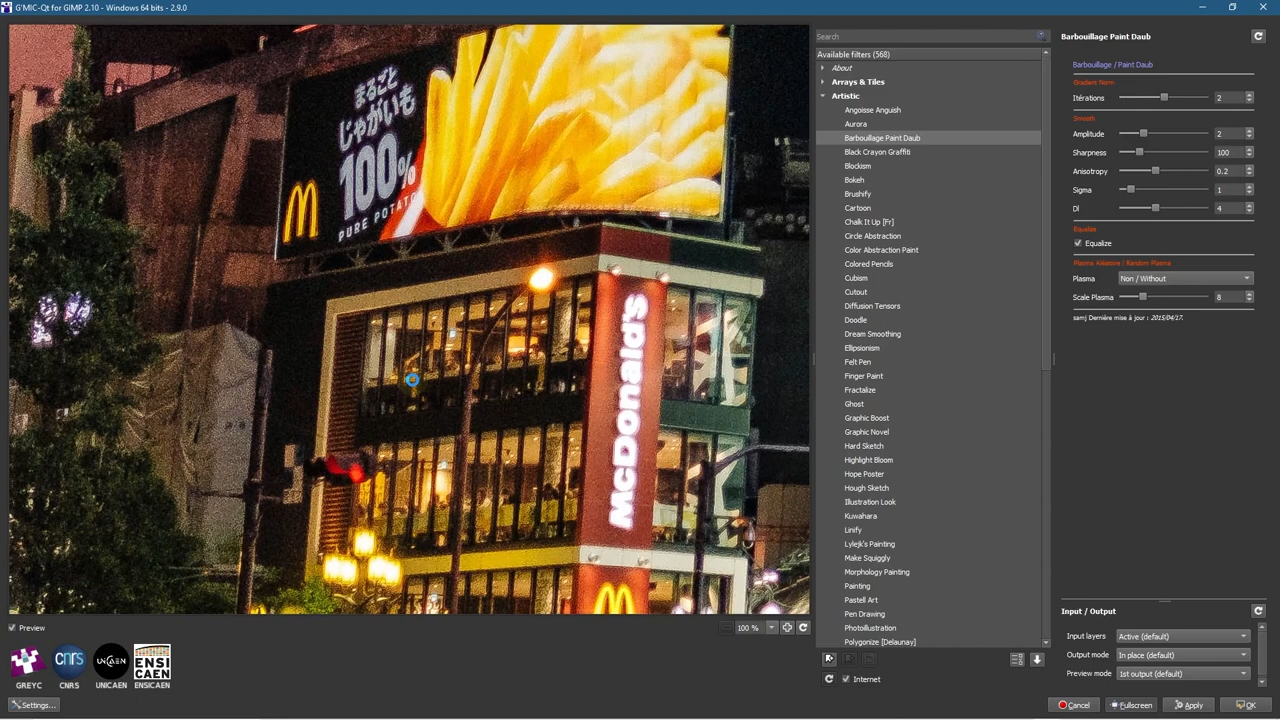 G'MIC-Qt for GIMP 2.10 - Windows 64 bits - 2.9.0
まるごと
じゃがいも
100%
PURE POTATO
McDonald's
Preview
100 %
GREYC
CNRS
UNICAEN
ENSICAEN
cnrs
UNICAEN
ENSI
CAEN
Settings...
Search
Available filters (568)
About
Arrays & Tiles
Artistic
Angoisse Anguish
Aurora
Barbouillage Paint Daub
Black Crayon Graffiti
Blockism
Bokeh
Brushify
Cartoon
Chalk It Up [Fr]
Circle Abstraction
Color Abstraction Paint
Colored Pencils
Cubism
Cutout
Diffusion Tensors
Doodle
Dream Smoothing
Ellipsionism
Felt Pen
Finger Paint
Fractalize
Ghost
Graphic Boost
Graphic Novel
Hard Sketch
Highlight Bloom
Hope Poster
Hough Sketch
Illustration Look
Kuwahara
Linify
Lylejk's Painting
Make Squiggly
Morphology Painting
Painting
Pastell Art
Pen Drawing
Photoillustration
Polygonize [Delaunay]
Internet
Barbouillage Paint Daub
Barbouillage / Paint Daub
Gradient Norm
Itérations 2
Smooth
Amplitude 2
Sharpness 100
Anisotropy 0.2
Sigma 1
Dl 4
Equalize
Equalize
Plasma Aléatoire / Random Plasma
Plasma Non / Without
Scale Plasma 8
samj Dernière mise à jour : 2015/04/17.
Input / Output
Input layers Active (default)
Output mode In place (default)
Preview mode 1st output (default)
Cancel
Fullscreen
Apply
OK